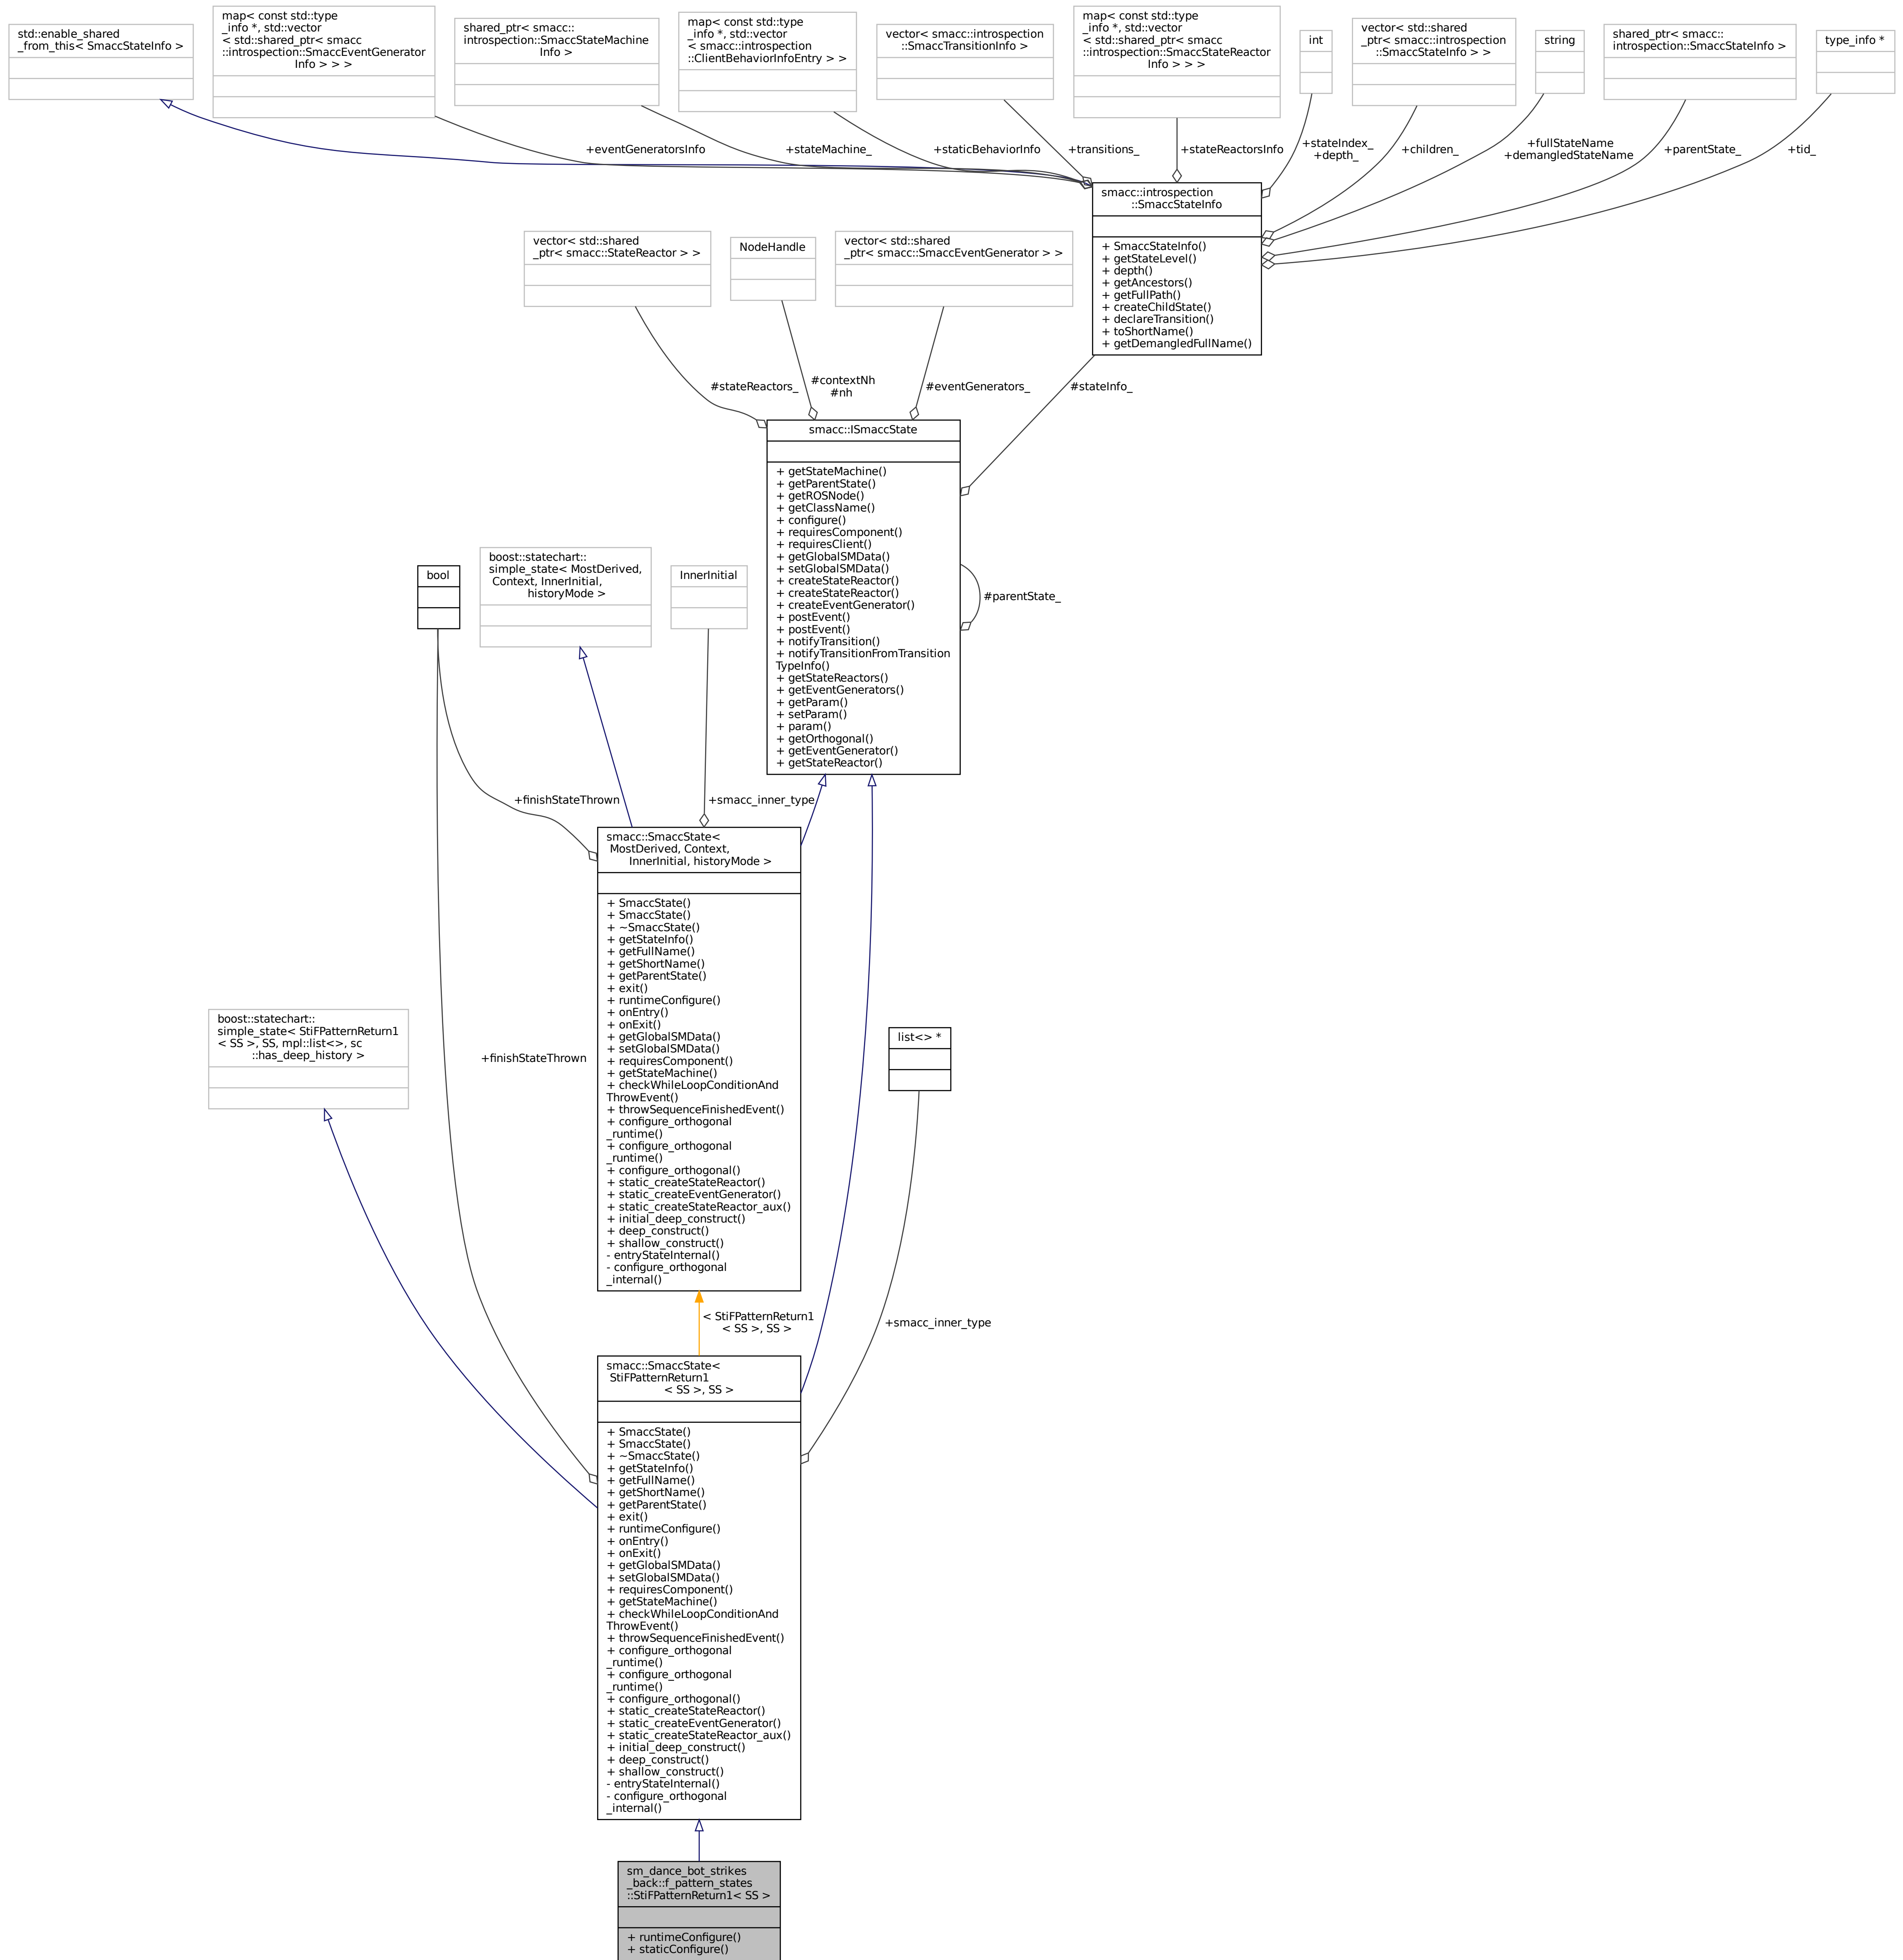 std::enable_shared
_from_this< SmaccStateInfo >
map< const std::type
_info *, std::vector
< std::shared_ptr< smacc
::introspection::SmaccEventGenerator
Info > > >
shared_ptr< smacc::
introspection::SmaccStateMachine
Info >
map< const std::type
_info *, std::vector
< smacc::introspection
::ClientBehaviorInfoEntry > >
vector< smacc::introspection
::SmaccTransitionInfo >
map< const std::type
_info *, std::vector
< std::shared_ptr< smacc
::introspection::SmaccStateReactor
Info > > >
int
vector< std::shared
_ptr< smacc::introspection
::SmaccStateInfo > >
string
shared_ptr< smacc::
introspection::SmaccStateInfo >
type_info *
+eventGeneratorsInfo
+stateMachine_
+staticBehaviorInfo
+transitions_
+stateReactorsInfo
+stateIndex_
+depth_
+children_
+fullStateName
+demangledStateName
+parentState_
+tid_
smacc::introspection
::SmaccStateInfo
+ SmaccStateInfo()
+ getStateLevel()
+ depth()
+ getAncestors()
+ getFullPath()
+ createChildState()
+ declareTransition()
+ toShortName()
+ getDemangledFullName()
vector< std::shared
_ptr< smacc::StateReactor > >
NodeHandle
vector< std::shared
_ptr< smacc::SmaccEventGenerator > >
#stateReactors_
#contextNh
#nh
#eventGenerators_
#stateInfo_
smacc::ISmaccState
+ getStateMachine()
+ getParentState()
+ getROSNode()
+ getClassName()
+ configure()
+ requiresComponent()
+ requiresClient()
+ getGlobalSMData()
+ setGlobalSMData()
+ createStateReactor()
+ createStateReactor()
+ createEventGenerator()
+ postEvent()
+ postEvent()
+ notifyTransition()
+ notifyTransitionFromTransition
TypeInfo()
+ getStateReactors()
+ getEventGenerators()
+ getParam()
+ setParam()
+ param()
+ getOrthogonal()
+ getEventGenerator()
+ getStateReactor()
#parentState_
bool
boost::statechart::
simple_state< MostDerived,
Context, InnerInitial,
historyMode >
InnerInitial
+finishStateThrown
+smacc_inner_type
smacc::SmaccState<
MostDerived, Context,
InnerInitial, historyMode >
+ SmaccState()
+ SmaccState()
+ ~SmaccState()
+ getStateInfo()
+ getFullName()
+ getShortName()
+ getParentState()
+ exit()
+ runtimeConfigure()
+ onEntry()
+ onExit()
+ getGlobalSMData()
+ setGlobalSMData()
+ requiresComponent()
+ getStateMachine()
+ checkWhileLoopConditionAnd
ThrowEvent()
+ throwSequenceFinishedEvent()
+ configure_orthogonal
_runtime()
+ configure_orthogonal
_runtime()
+ configure_orthogonal()
+ static_createStateReactor()
+ static_createEventGenerator()
+ static_createStateReactor_aux()
+ initial_deep_construct()
+ deep_construct()
+ shallow_construct()
- entryStateInternal()
- configure_orthogonal
_internal()
boost::statechart::
simple_state< StiFPatternReturn1
< SS >, SS, mpl::list<>, sc
::has_deep_history >
+finishStateThrown
list<> *
< StiFPatternReturn1
< SS >, SS >
+smacc_inner_type
smacc::SmaccState<
StiFPatternReturn1
< SS >, SS >
+ SmaccState()
+ SmaccState()
+ ~SmaccState()
+ getStateInfo()
+ getFullName()
+ getShortName()
+ getParentState()
+ exit()
+ runtimeConfigure()
+ onEntry()
+ onExit()
+ getGlobalSMData()
+ setGlobalSMData()
+ requiresComponent()
+ getStateMachine()
+ checkWhileLoopConditionAnd
ThrowEvent()
+ throwSequenceFinishedEvent()
+ configure_orthogonal
_runtime()
+ configure_orthogonal
_runtime()
+ configure_orthogonal()
+ static_createStateReactor()
+ static_createEventGenerator()
+ static_createStateReactor_aux()
+ initial_deep_construct()
+ deep_construct()
+ shallow_construct()
- entryStateInternal()
- configure_orthogonal
_internal()
sm_dance_bot_strikes
_back::f_pattern_states
::StiFPatternReturn1< SS >
+ runtimeConfigure()
+ staticConfigure()